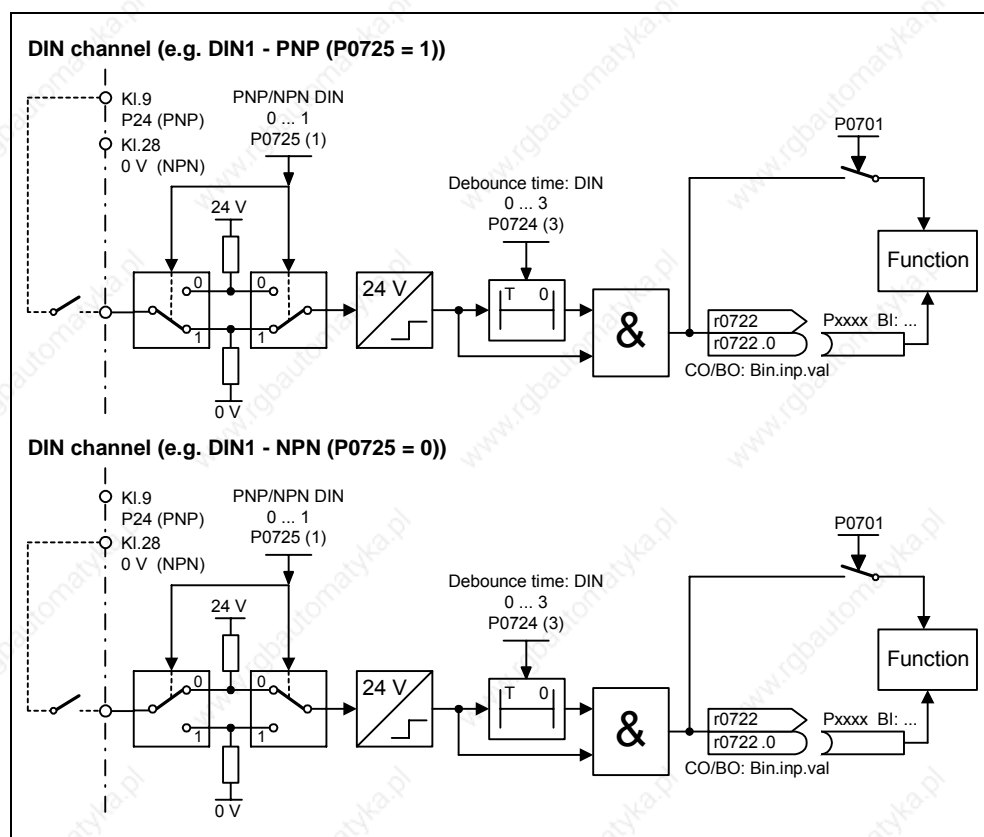 DIN channel (e.g. DIN1 - PNP (P0725 = 1))
Kl.9
P24 (PNP)
Kl.28
0 V (NPN)
PNP/NPN DIN
0 ... 1
P0725 (1)
24 V
0
0
1
1
0 V
24 V
Debounce time: DIN
0 ... 3
P0724 (3)
T 0
&
P0701
Function
r0722
r0722.0
CO/BO: Bin.inp.val
Pxxxx BI: ...
DIN channel (e.g. DIN1 - NPN (P0725 = 0))
Kl.9
P24 (PNP)
Kl.28
0 V (NPN)
PNP/NPN DIN
0 ... 1
P0725 (1)
24 V
0
0
1
1
0 V
24 V
Debounce time: DIN
0 ... 3
P0724 (3)
T 0
&
P0701
Function
r0722
r0722.0
CO/BO: Bin.inp.val
Pxxxx BI: ...
www.rgbautomatyka.pl